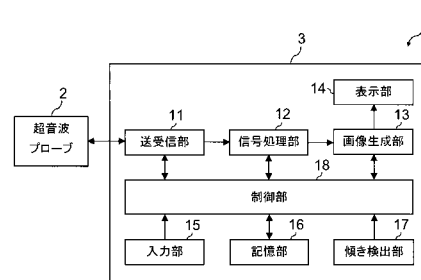 3
14
表示部
2
超音波
プローブ
11
送受信部
12
信号処理部
13
画像生成部
18
制御部
15
入力部
16
記憶部
17
傾き検出部